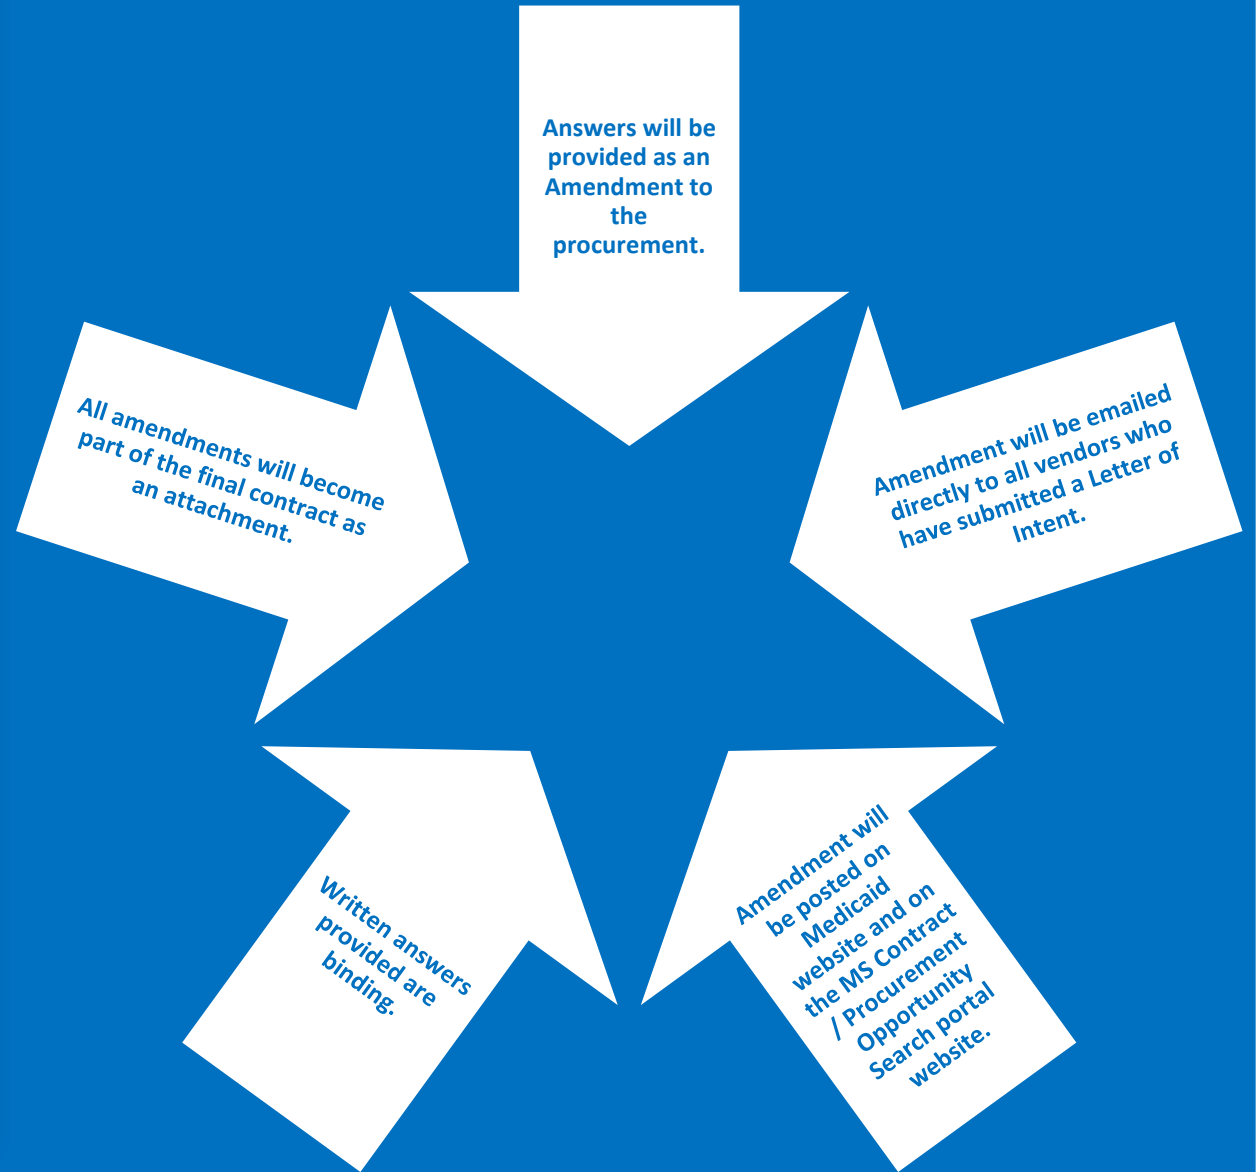 Answers will be
provided as an
Amendment to
the
procurement.
Amendment will be emailed
directly to all vendors who
have submitted a Letter of
Intent.
Amendment will
be posted on
Medicaid
website and on
the MS Contract
/ Procurement
Opportunity
Search portal
website.
Written answers
provided are
binding.
All amendments will become
part of the final contract as
an attachment.